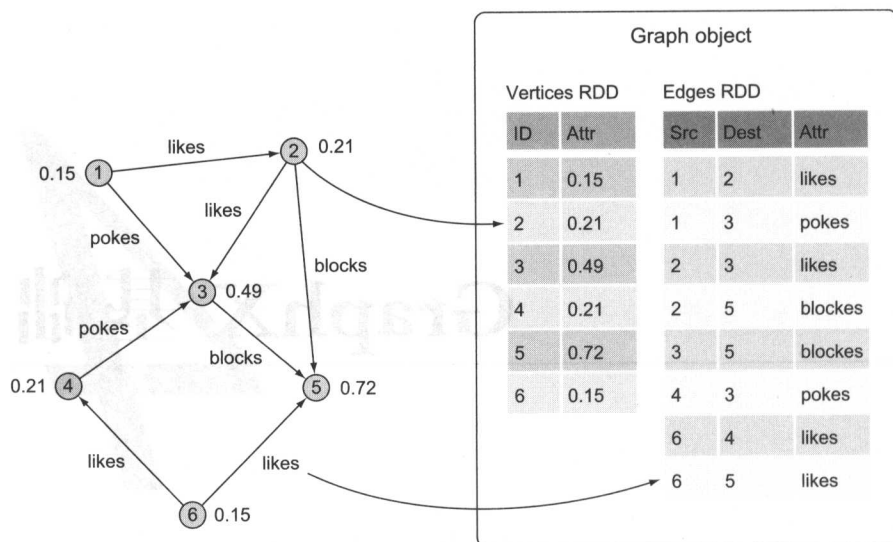 Graph object
Vertices RDD
ID Attr
1 0.15
2 0.21
3 0.49
4 0.21
5 0.72
6 0.15
Edges RDD
Src Dest Attr
1 2 likes
1 3 pokes
2 3 likes
2 5 blockes
3 5 blockes
4 3 pokes
6 4 likes
6 5 likes
likes
2 0.21
0.15 1
likes
pokes
blocks
3 0.49
pokes
blocks
0.21 4
5 0.72
likes
likes
6 0.15